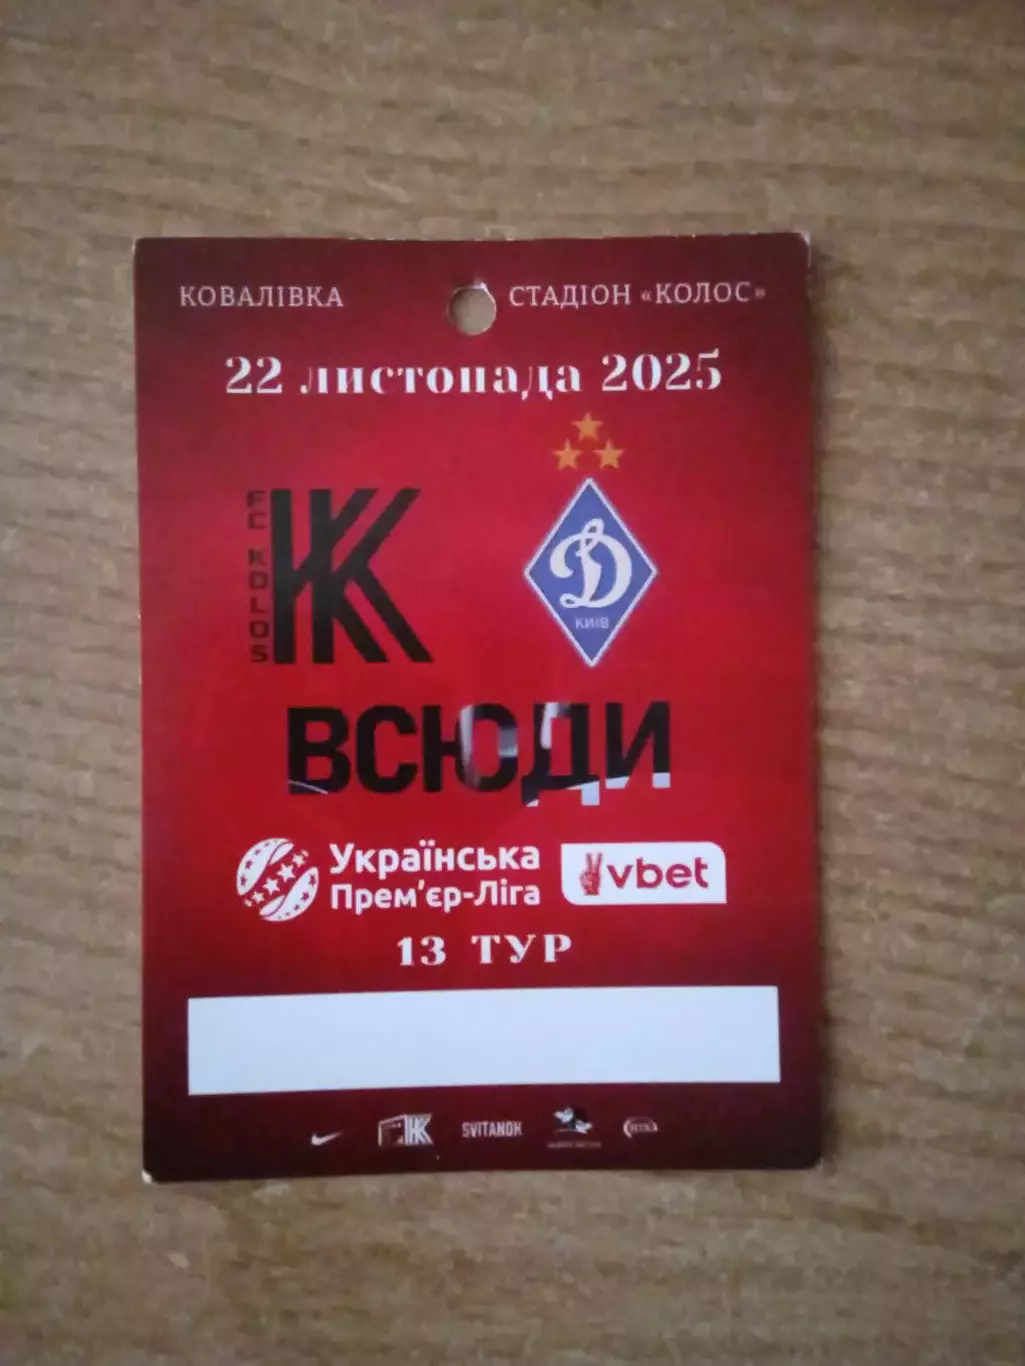 КОВАЛІВКА
СТАДІОН «КОЛОС»
22 листопада 2025
FC KOLOS
КИЇВ
ВСЮДИ
Українська
Прем’єр-Ліга
vbet
13 ТУР
SVITANOK